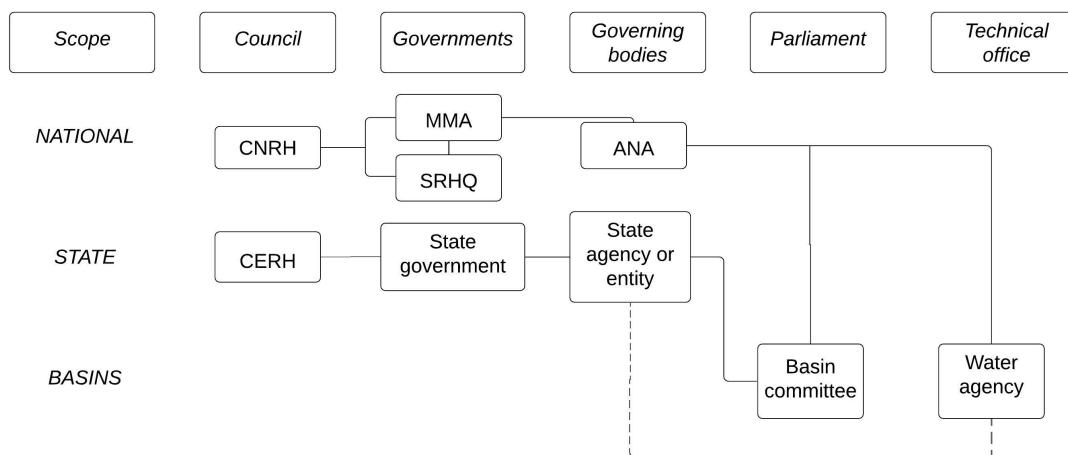 Scope
Council
Governments
Governing
bodies
Parliament
Technical
office
NATIONAL
CNRH
MMA
SRHQ
ANA
STATE
CERH
State
government
State
agency or
entity
BASINS
Basin
committee
Water
agency